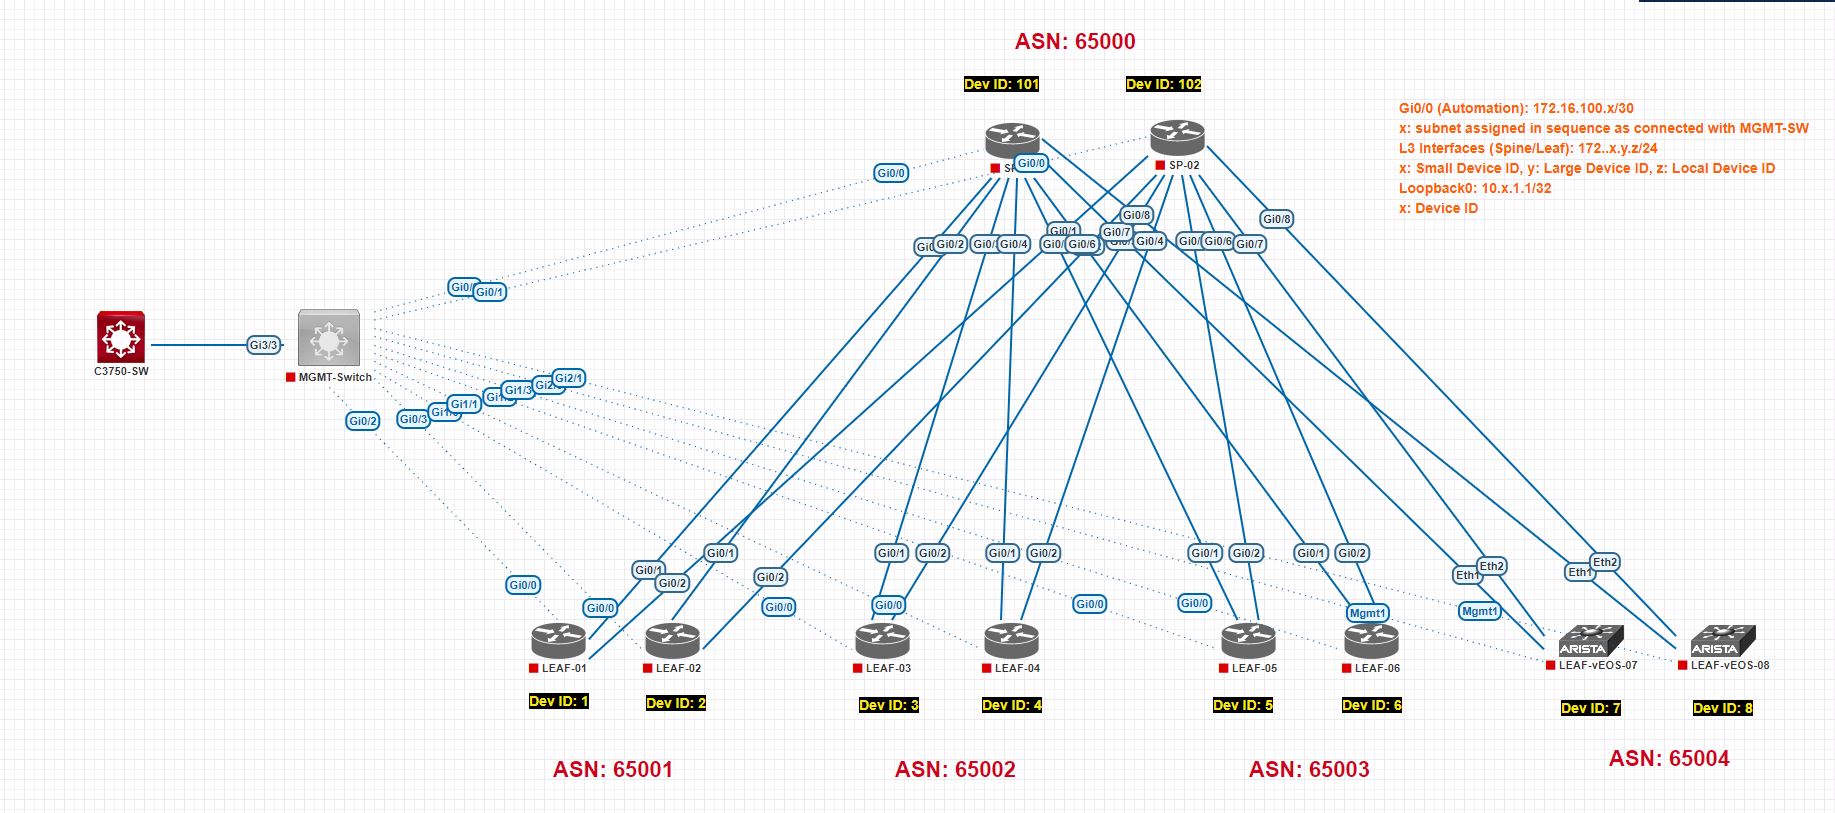 ASN: 65000
Dev ID: 101
Dev ID: 102
Gi0/0 (Automation): 172.16.100.x/30
x: subnet assigned in sequence as connected with MGMT-SW
L3 Interfaces (Spine/Leaf): 172..x.y.z/24
x: Small Device ID, y: Large Device ID, z: Local Device ID
Loopback0: 10.x.1.1/32
x: Device ID
Gi0/0
Gi0/0
SP-02
Gi0/8
Gi0/8
Gi0/1
Gi0/7
Gi0/2
Gi0/4
Gi0/6
Gi0/4
Gi0/6
Gi0/7
Gi0/1
Gi3/3
C3750-SW
MGMT-Switch
Gi2/1
Gi1/3
Gi1/1
Gi0/3
Gi0/2
Gi0/1
Gi0/2
Gi0/1
Gi0/2
Gi0/1
Gi0/2
Gi0/1
Gi0/2
Gi0/1
Gi0/2
Gi0/1
Gi0/2
Eth1
Eth2
Eth1
Eth2
Gi0/0
Gi0/0
Gi0/0
Gi0/0
Gi0/0
Gi0/0
Mgmt1
Mgmt1
ARISTA
ARISTA
LEAF-01
LEAF-02
LEAF-03
LEAF-04
LEAF-05
LEAF-06
LEAF-vEOS-07
LEAF-vEOS-08
Dev ID: 1
Dev ID: 2
Dev ID: 3
Dev ID: 4
Dev ID: 5
Dev ID: 6
Dev ID: 7
Dev ID: 8
ASN: 65001
ASN: 65002
ASN: 65003
ASN: 65004